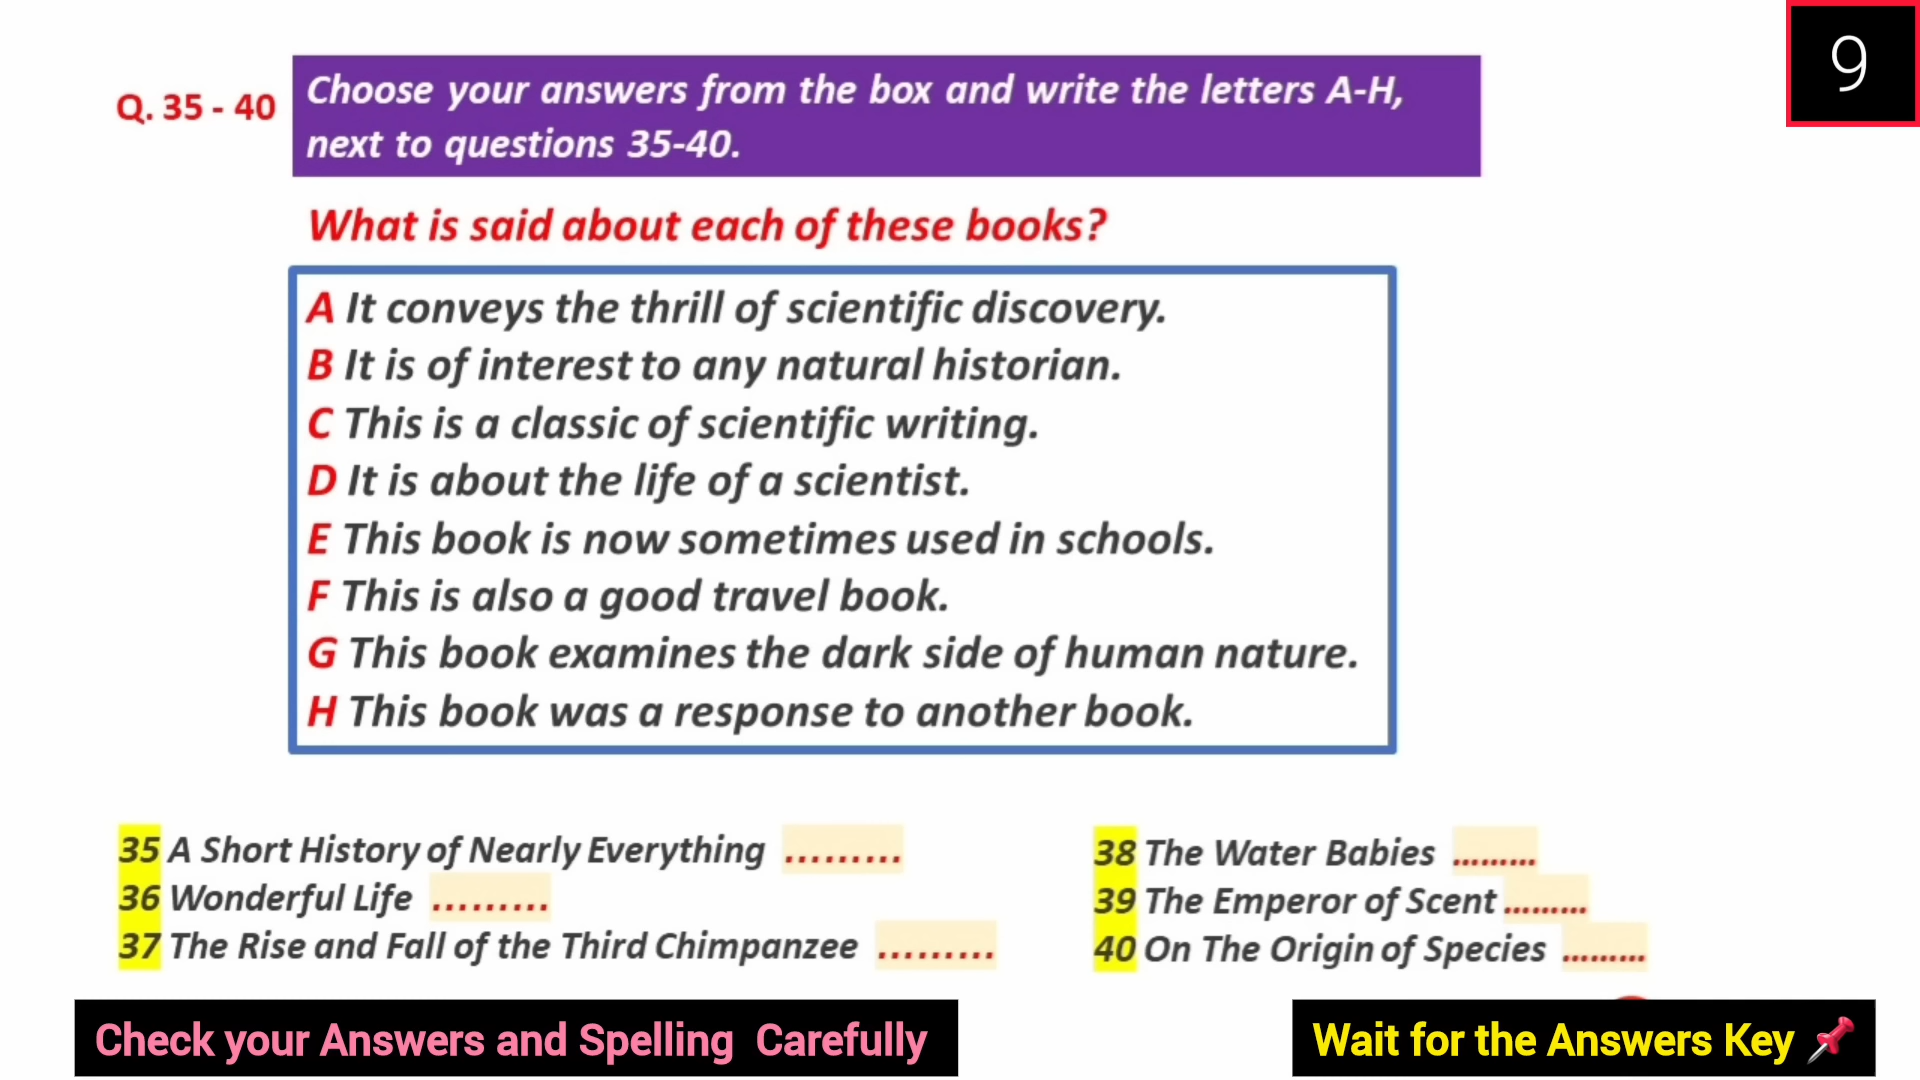 9
Q. 35 - 40
Choose your answers from the box and write the letters A-H,
next to questions 35-40.
What is said about each of these books?
A It conveys the thrill of scientific discovery.
B It is of interest to any natural historian.
C This is a classic of scientific writing.
D It is about the life of a scientist.
E This book is now sometimes used in schools.
F This is also a good travel book.
G This book examines the dark side of human nature.
H This book was a response to another book.
35 A Short History of Nearly Everything .........
36 Wonderful Life .........
37 The Rise and Fall of the Third Chimpanzee .........
38 The Water Babies .........
39 The Emperor of Scent .........
40 On The Origin of Species .........
Check your Answers and Spelling Carefully
Wait for the Answers Key 📌